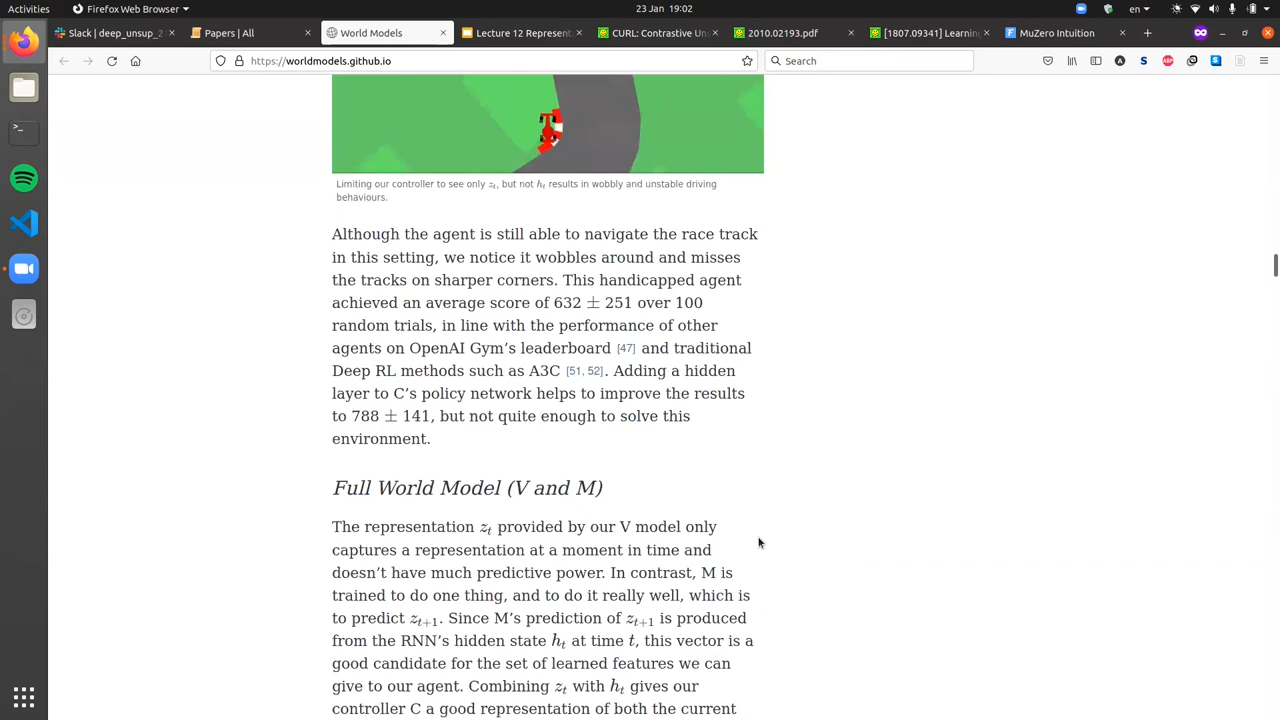 Activities
Firefox Web Browser
23 Jan 19:02
en
Slack | deep_unsup_2
Papers | All
World Models
Lecture 12 Represent
CURL: Contrastive Un
2010.02193.pdf
[1807.09341] Learnin
MuZero Intuition
https://worldmodels.github.io
Search
Limiting our controller to see only zt, but not ht results in wobbly and unstable driving
behaviours.
Although the agent is still able to navigate the race track
in this setting, we notice it wobbles around and misses
the tracks on sharper corners. This handicapped agent
achieved an average score of 632 ± 251 over 100
random trials, in line with the performance of other
agents on OpenAI Gym’s leaderboard [47] and traditional
Deep RL methods such as A3C [51, 52]. Adding a hidden
layer to C’s policy network helps to improve the results
to 788 ± 141, but not quite enough to solve this
environment.
Full World Model (V and M)
The representation zt provided by our V model only
captures a representation at a moment in time and
doesn’t have much predictive power. In contrast, M is
trained to do one thing, and to do it really well, which is
to predict zt+1. Since M’s prediction of zt+1 is produced
from the RNN’s hidden state ht at time t, this vector is a
good candidate for the set of learned features we can
give to our agent. Combining zt with ht gives our
controller C a good representation of both the current